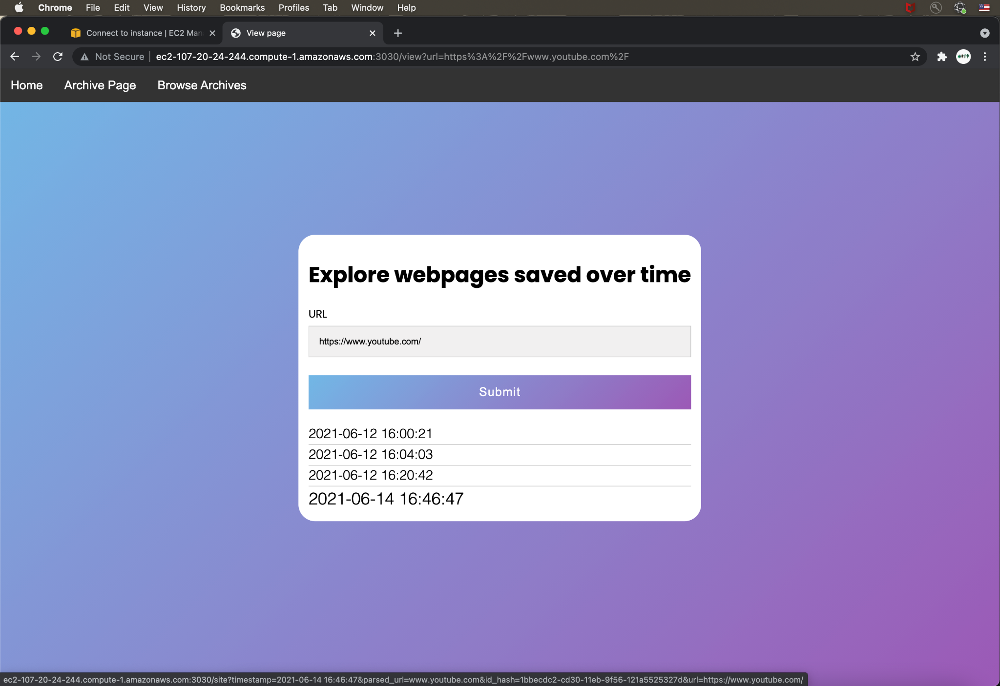 Chrome File Edit View History Bookmarks Profiles Tab Window Help
Connect to instance | EC2 Man View page
Not Secure ec2-107-20-24-244.compute-1.amazonaws.com:3030/view?url=https%3A%2F%2Fwww.youtube.com%2F
Home Archive Page Browse Archives
Explore webpages saved over time
URL
https://www.youtube.com/
Submit
2021-06-12 16:00:21
2021-06-12 16:04:03
2021-06-12 16:20:42
2021-06-14 16:46:47
ec2-107-20-24-244.compute-1.amazonaws.com:3030/site?timestamp=2021-06-14 16:46:47&parsed_url=www.youtube.com&id_hash=1bbecdc2-cd30-11eb-9f56-121a5525327d&url=https://www.youtube.com/